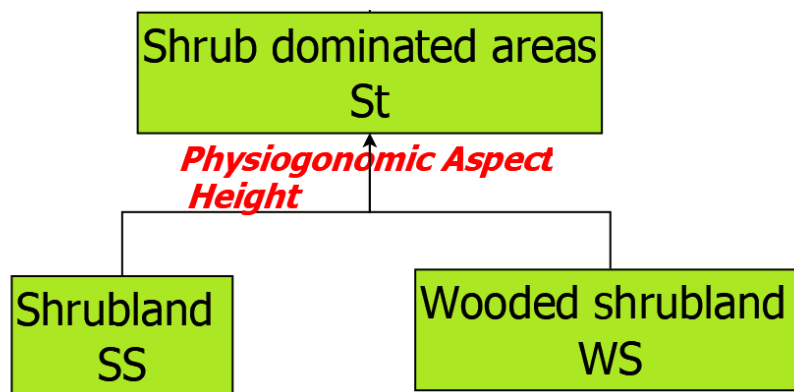 Shrub dominated areas
St
Physiogonomic Aspect
Height
Shrubland
SS
Wooded shrubland
WS